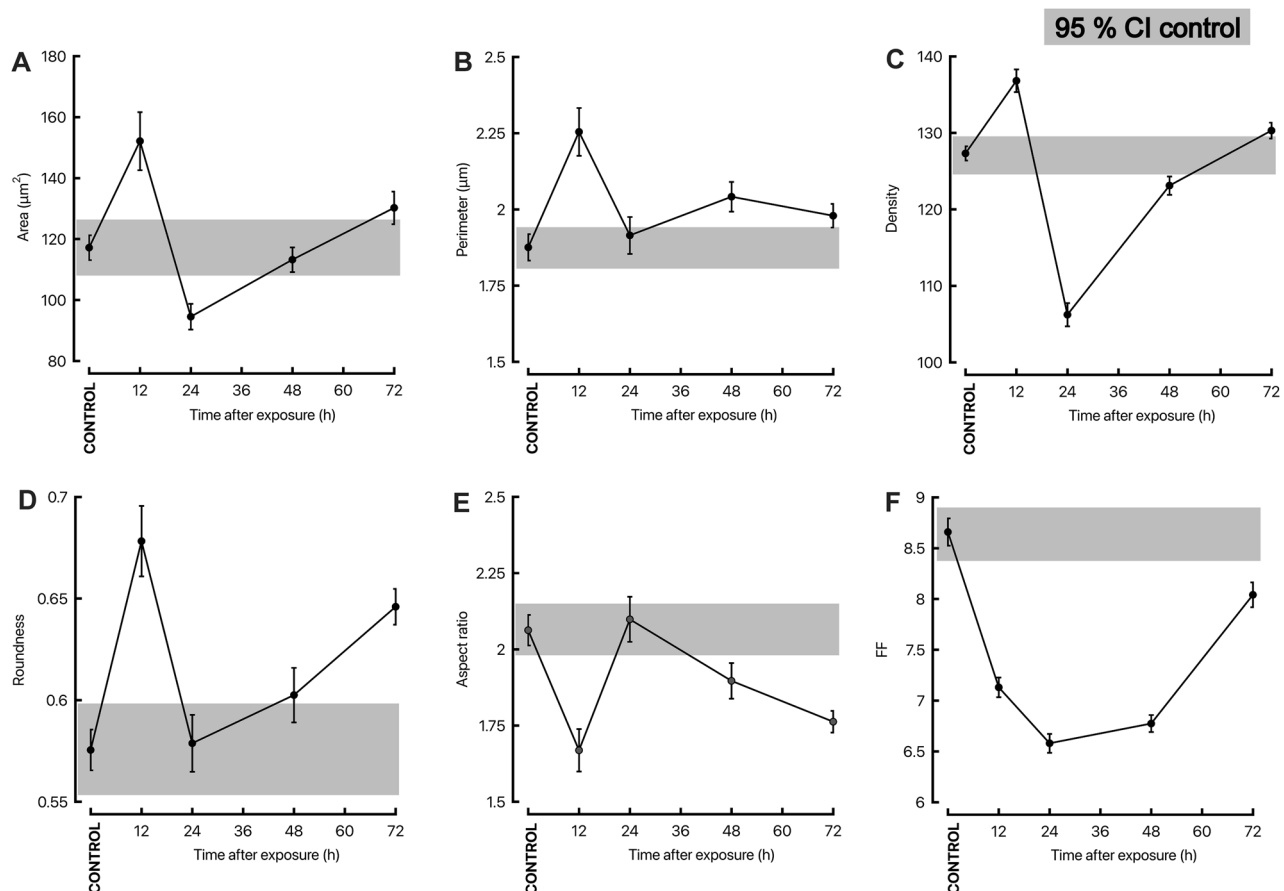 95 % CI control
A
180
160
140
120
100
80
Area (µm²)
CONTROL
12 24 36 48 60 72
Time after exposure (h)
B
2.5
2.25
2
1.75
1.5
Perimeter (µm)
CONTROL
12 24 36 48 60 72
Time after exposure (h)
C
140
130
120
110
100
Density
CONTROL
12 24 36 48 60 72
Time after exposure (h)
D
0.7
0.65
0.6
0.55
Roundness
CONTROL
12 24 36 48 60 72
Time after exposure (h)
E
2.5
2.25
2
1.75
1.5
Aspect ratio
CONTROL
12 24 36 48 60 72
Time after exposure (h)
F
9
8.5
8
7.5
7
6.5
6
FF
CONTROL
12 24 36 48 60 72
Time after exposure (h)